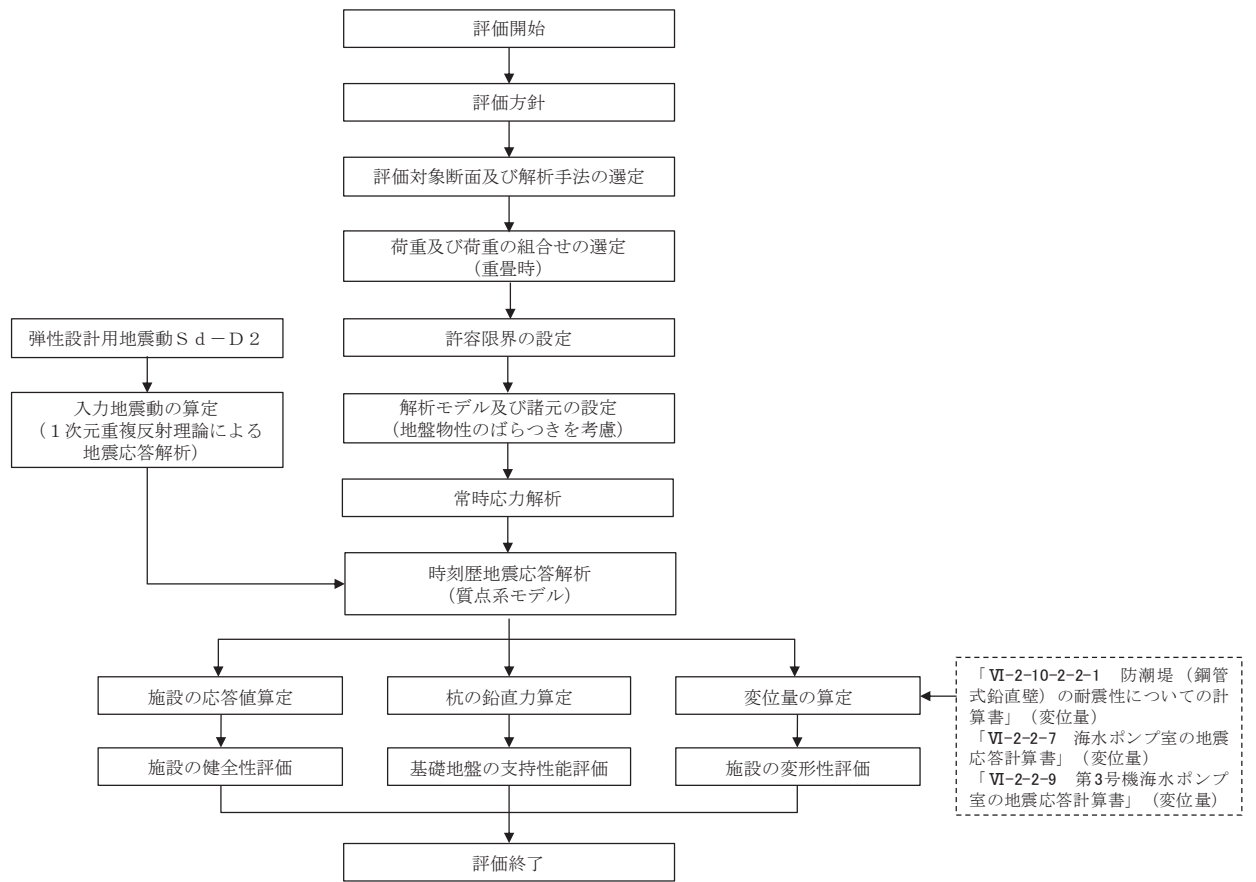 評価開始
評価方針
評価対象断面及び解析手法の選定
荷重及び荷重の組合せの選定
（重畳時）
弾性設計用地震動Ｓｄ－Ｄ２
許容限界の設定
入力地震動の算定
（１次元重複反射理論による
地震応答解析）
解析モデル及び諸元の設定
（地盤物性のばらつきを考慮）
常時応力解析
時刻歴地震応答解析
（質点系モデル）
施設の応答値算定
杭の鉛直力算定
変位量の算定
「Ⅵ-2-10-2-2-1　防潮堤（鋼管
式鉛直壁）の耐震性についての計
算書」（変位量）
「Ⅵ-2-2-7　海水ポンプ室の地震
応答計算書」（変位量）
「Ⅵ-2-2-9　第3号機海水ポンプ
室の地震応答計算書」（変位量）
施設の健全性評価
基礎地盤の支持性能評価
施設の変形性評価
評価終了